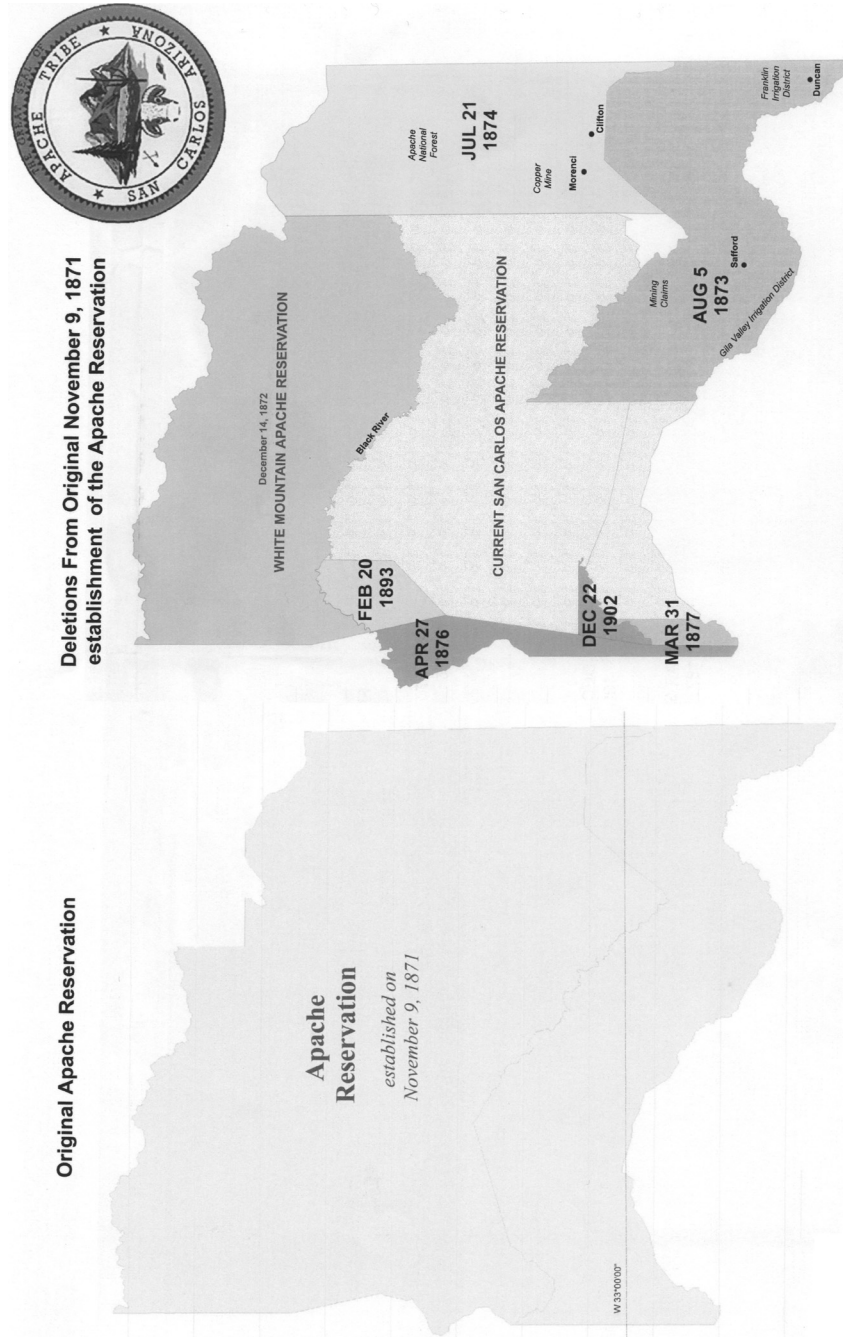 Original Apache Reservation
Apache
Reservation
established on
November 9, 1871
W 33°00'00"
Deletions From Original November 9, 1871
establishment of the Apache Reservation
THE GREAT SEAL OF
SAN CARLOS APACHE TRIBE ARIZONA
December 14, 1872
WHITE MOUNTAIN APACHE RESERVATION
Black River
FEB 20
1893
APR 27
1876
CURRENT SAN CARLOS APACHE RESERVATION
DEC 22
1902
MAR 31
1877
Apache
National
Forest
JUL 21
1874
Copper
Mine
Morenci
Clifton
Mining
Claims
AUG 5
1873
Safford
Gila Valley Irrigation District
Franklin
Irrigation
District
Duncan